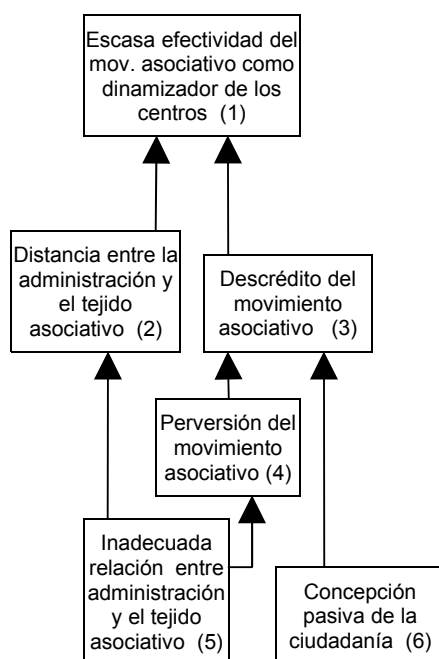 Escasa efectividad del
mov. asociativo como
dinamizador de los
centros (1)
Distancia entre la
administración y
el tejido
asociativo (2)
Descrédito del
movimiento
asociativo (3)
Perversión del
movimiento
asociativo (4)
Inadecuada
relación entre
administración
y el tejido
asociativo (5)
Concepción
pasiva de la
ciudadanía (6)